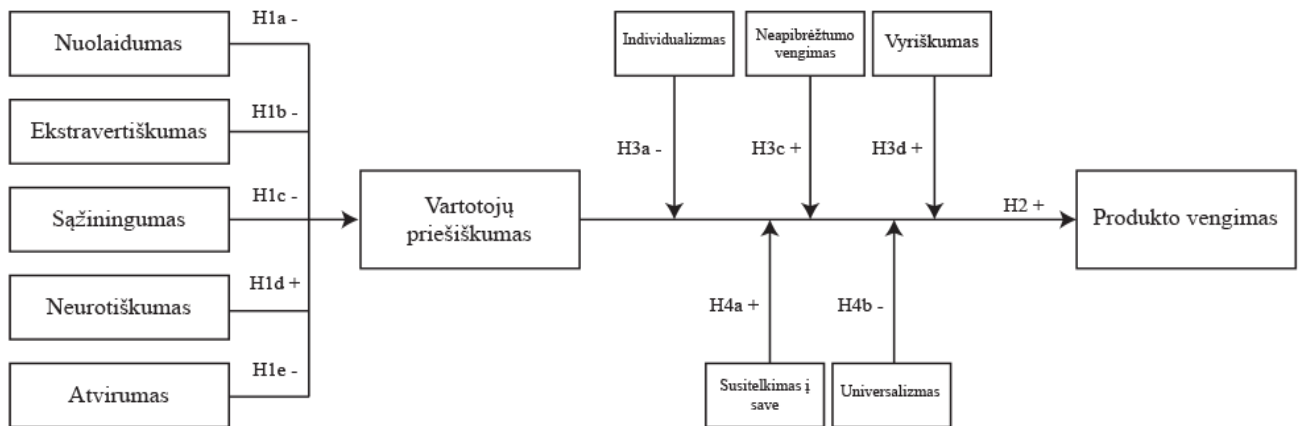 H1a -
Nuolaidumas
H1b -
Ekstravertiškumas
H1c -
Sąžiningumas
H1d +
Neurotiškumas
H1e -
Atvirumas
Vartotojų
priešiškumas
Individualizmas
Neapibrėžtumo
vengimas
Vyriškumas
H3a -
H3c +
H3d +
H2 +
Produkto vengimas
H4a +
H4b -
Susitelkimas į
save
Universalizmas